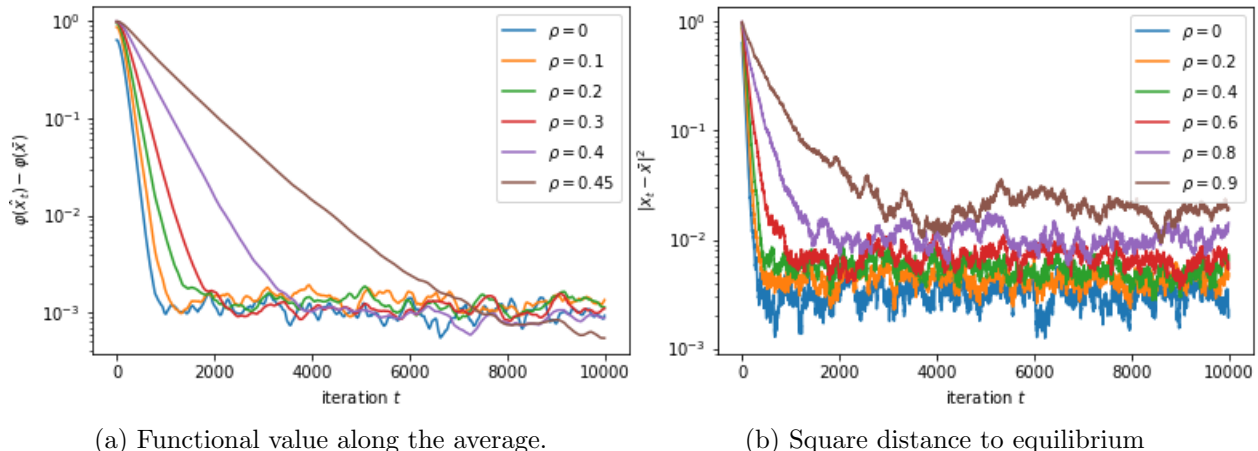 10⁰
10⁻¹
10⁻²
10⁻³
φ(x̂ₜ) − φ(x̄)
ρ = 0
ρ = 0.1
ρ = 0.2
ρ = 0.3
ρ = 0.4
ρ = 0.45
0 2000 4000 6000 8000 10000
iteration t
(a) Functional value along the average.
10⁰
10⁻¹
10⁻²
10⁻³
|xₜ − x̄|²
ρ = 0
ρ = 0.2
ρ = 0.4
ρ = 0.6
ρ = 0.8
ρ = 0.9
0 2000 4000 6000 8000 10000
iteration t
(b) Square distance to equilibrium